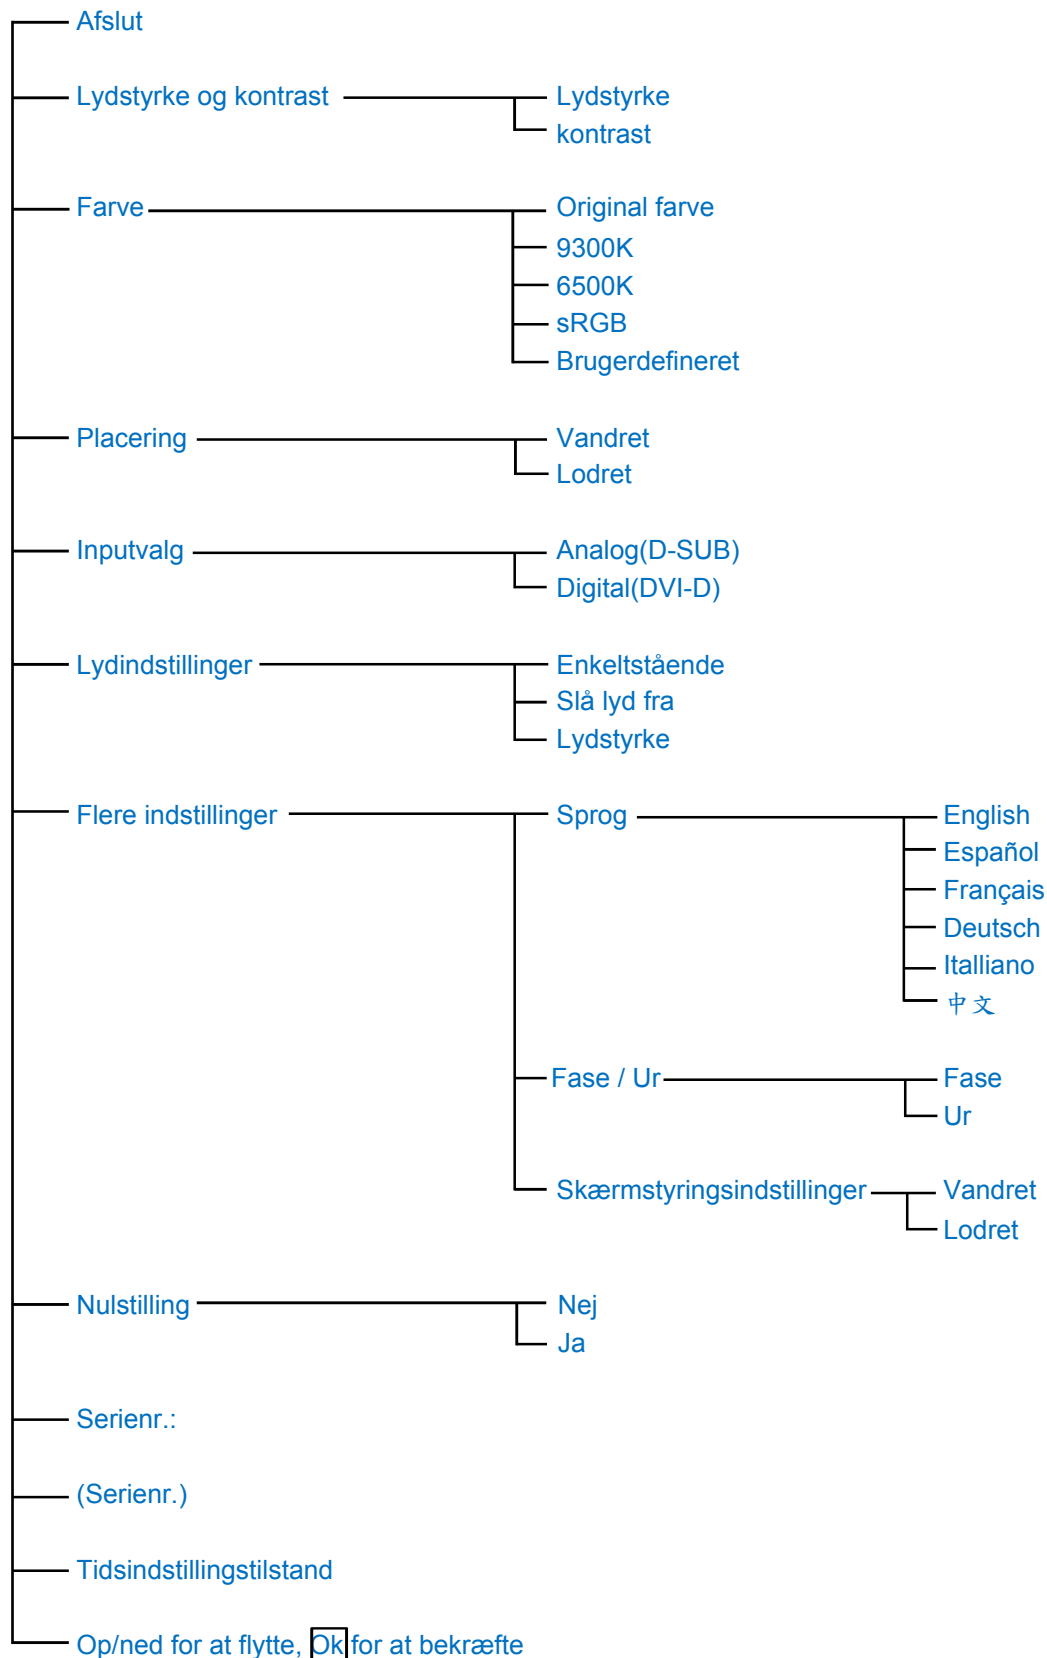 Afslut
Lydstyrke og kontrast
Lydstyrke
kontrast
Farve
Original farve
9300K
6500K
sRGB
Brugerdefineret
Placering
Vandret
Lodret
Inputvalg
Analog(D-SUB)
Digital(DVI-D)
Lydindstillinger
Enkeltstående
Slå lyd fra
Lydstyrke
Flere indstillinger
Sprog
English
Español
Français
Deutsch
Italliano
中文
Fase / Ur
Fase
Ur
Skærmstyringsindstillinger
Vandret
Lodret
Nulstilling
Nej
Ja
Serienr.:
(Serienr.)
Tidsindstillingstilstand
Op/ned for at flytte, Ok for at bekræfte